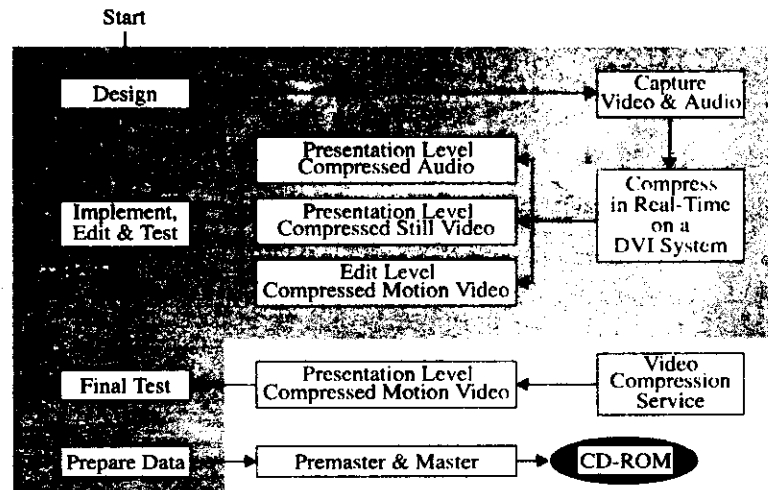 Start
Design
Capture
Video & Audio
Presentation Level
Compressed Audio
Implement,
Edit & Test
Presentation Level
Compressed Still Video
Compress
in Real-Time
on a
DVI System
Edit Level
Compressed Motion Video
Final Test
Presentation Level
Compressed Motion Video
Video
Compression
Service
Prepare Data
Premaster & Master
CD-ROM